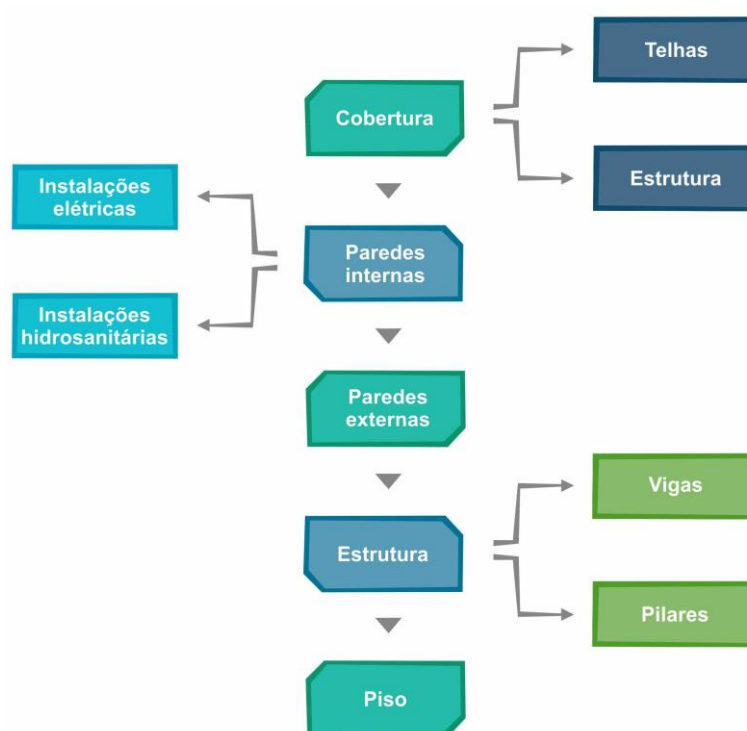 Telhas
Cobertura
Estrutura
Instalações
elétricas
Paredes
internas
Instalações
hidrosanitárias
Paredes
externas
Vigas
Estrutura
Pilares
Piso